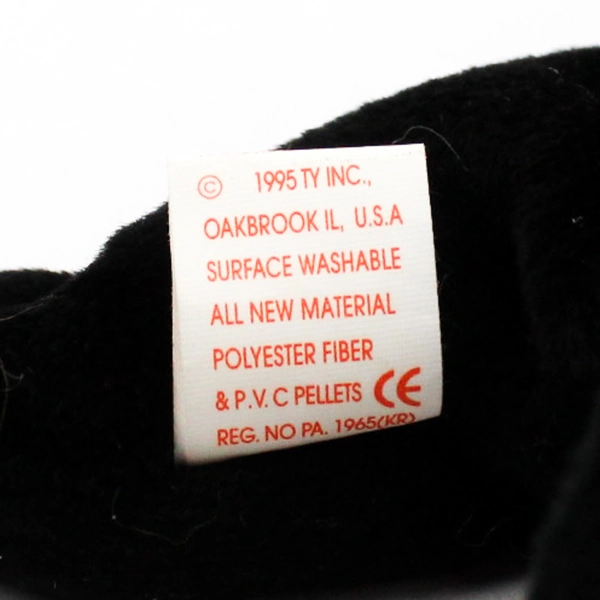 © 1995 TY INC.,
OAKBROOK IL, U.S.A
SURFACE WASHABLE
ALL NEW MATERIAL
POLYESTER FIBER
& P.V.C PELLETS CE
REG. NO PA. 1965(KR)